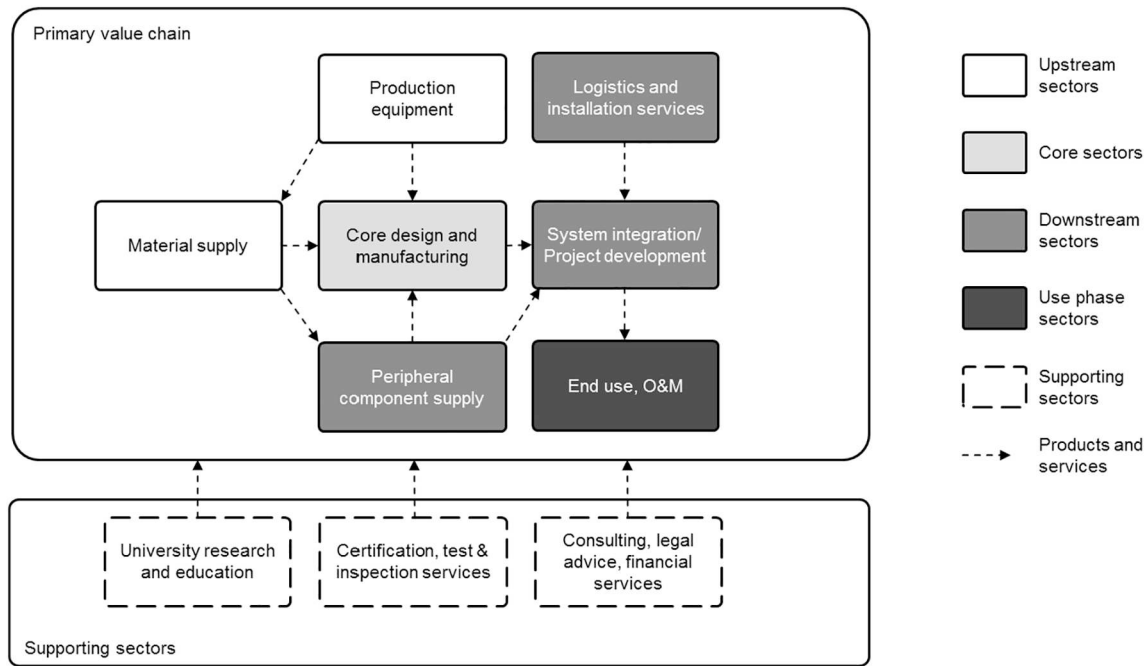 Primary value chain
Production
equipment
Logistics and
installation services
Material supply
Core design and
manufacturing
System integration/
Project development
Peripheral
component supply
End use, O&M
University research
and education
Certification, test &
inspection services
Consulting, legal
advice, financial
services
Supporting sectors
Upstream
sectors
Core sectors
Downstream
sectors
Use phase
sectors
Supporting
sectors
Products and
services